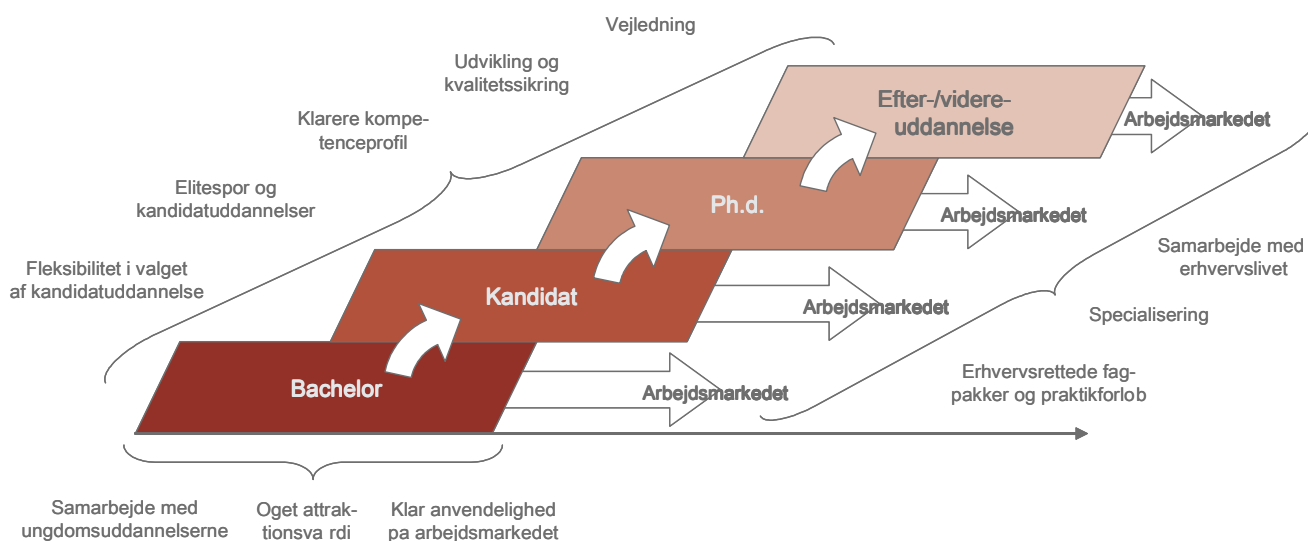 Vejledning
Udvikling og
kvalitetssikring
Klarere kompe-
tenceprofil
Elitespor og
kandidatuddannelser
Fleksibilitet i valget
af kandidatuddannelse
Efter-/videre-
uddannelse
Arbejdsmarkedet
Ph.d.
Arbejdsmarkedet
Kandidat
Arbejdsmarkedet
Bachelor
Arbejdsmarkedet
Samarbejde med
erhvervslivet
Specialisering
Erhvervsrettede fag-
pakker og praktikforlob
Samarbejde med
ungdomsuddannelserne
Oget attrak-
tionsva rdi
Klar anvendelighed
pa arbejdsmarkedet